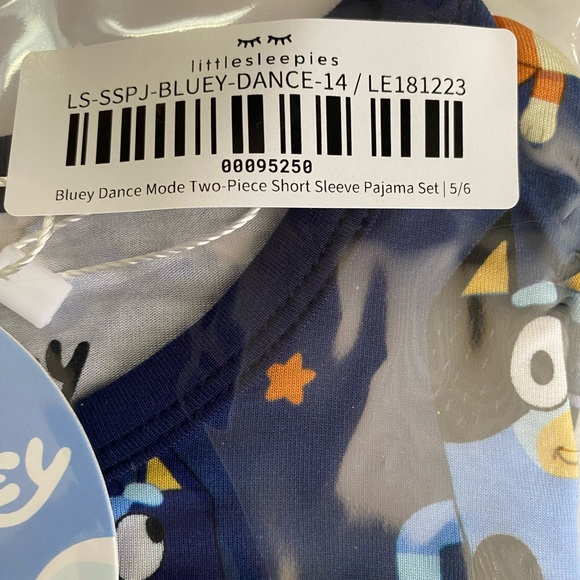 littlesleepies
LS-SSPJ-BLUEY-DANCE-14 / LE181223
00095250
Bluey Dance Mode Two-Piece Short Sleeve Pajama Set | 5/6
EY